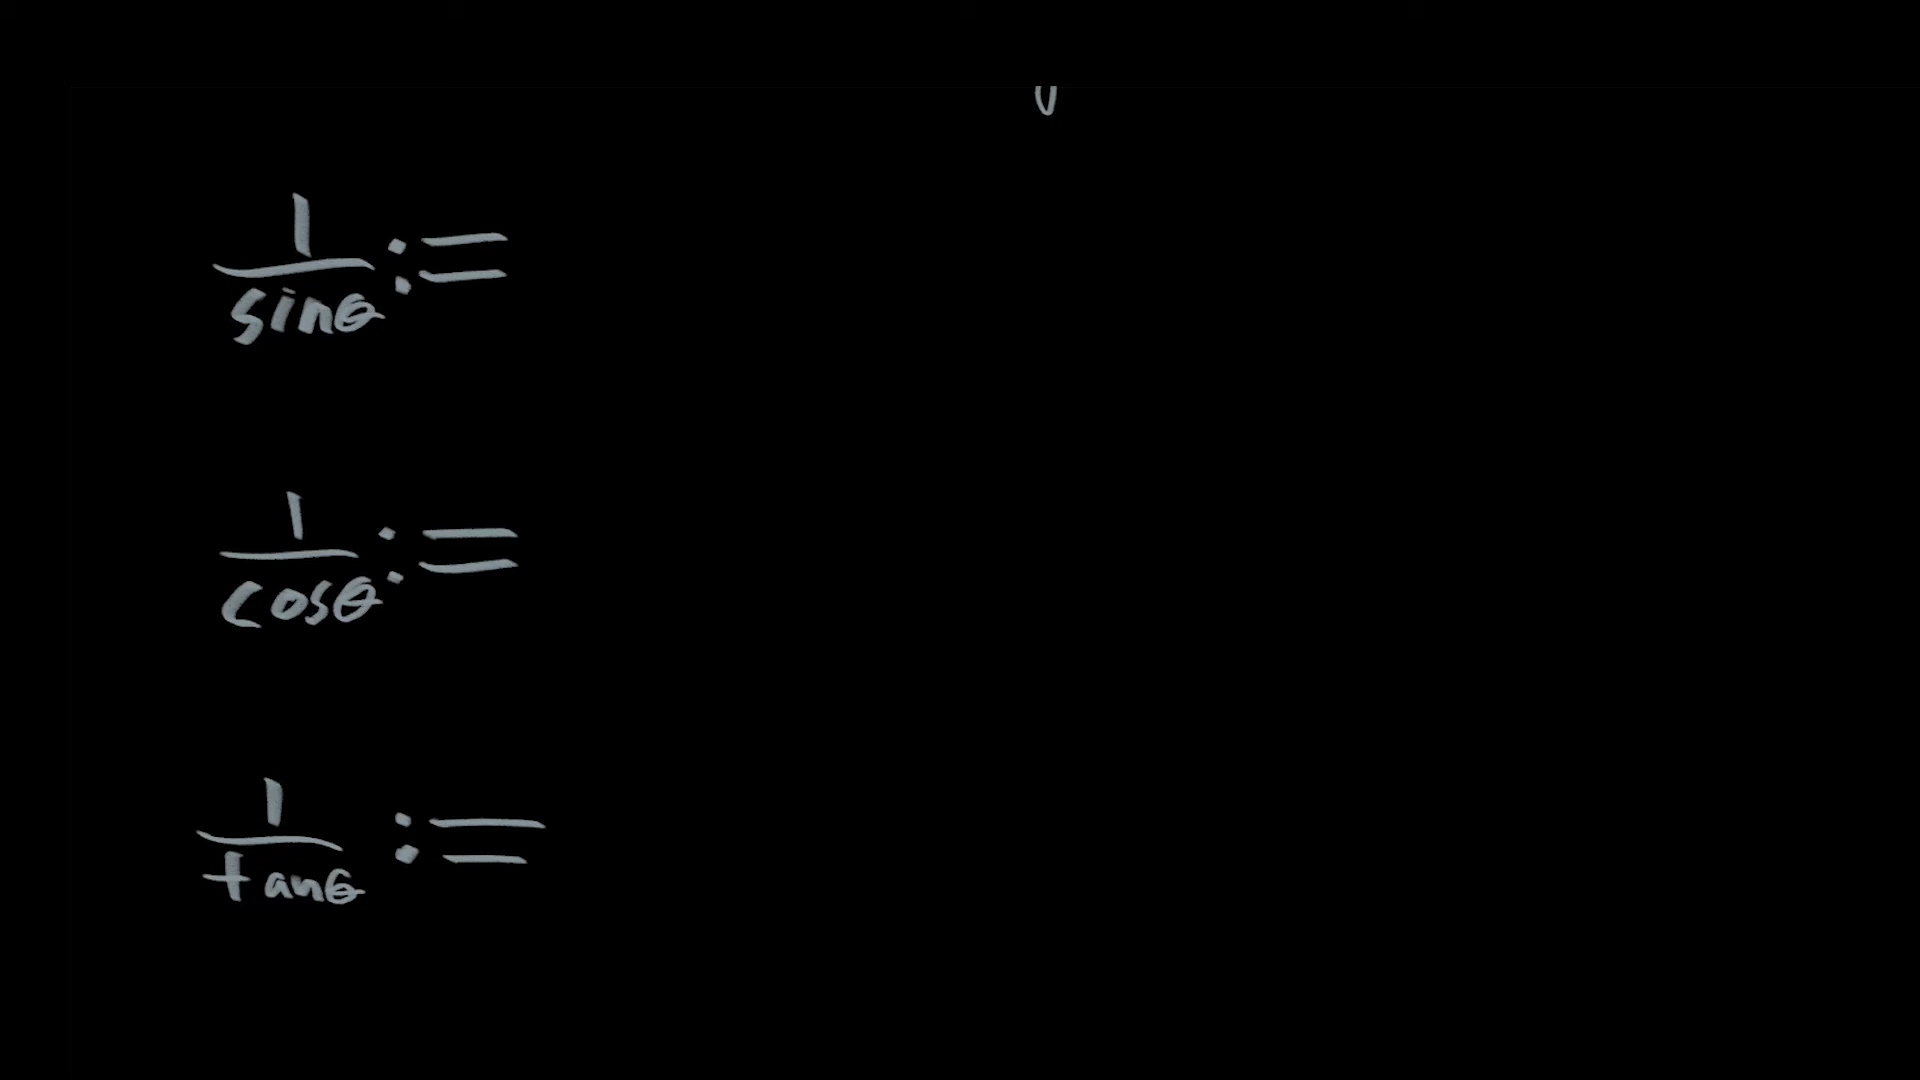 1/sinθ :=
1/cosθ :=
1/tanθ :=